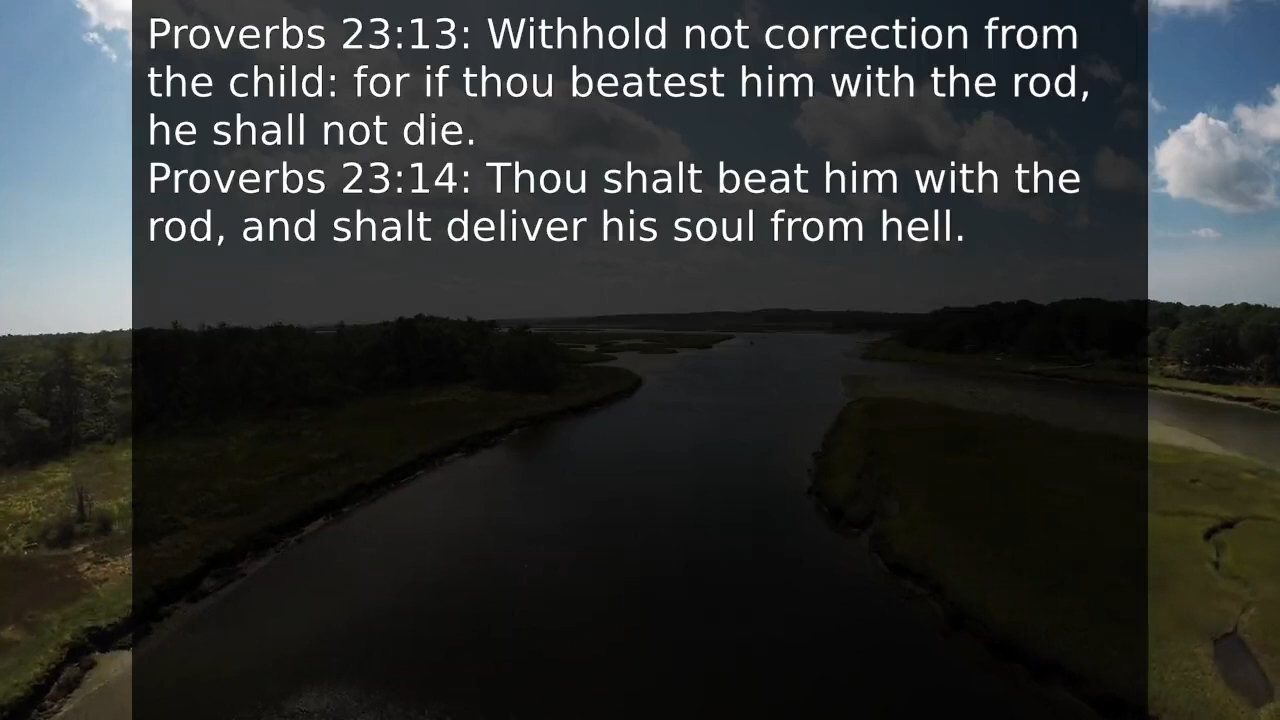 Proverbs 23:13: Withhold not correction from
the child: for if thou beatest him with the rod,
he shall not die.
Proverbs 23:14: Thou shalt beat him with the
rod, and shalt deliver his soul from hell.